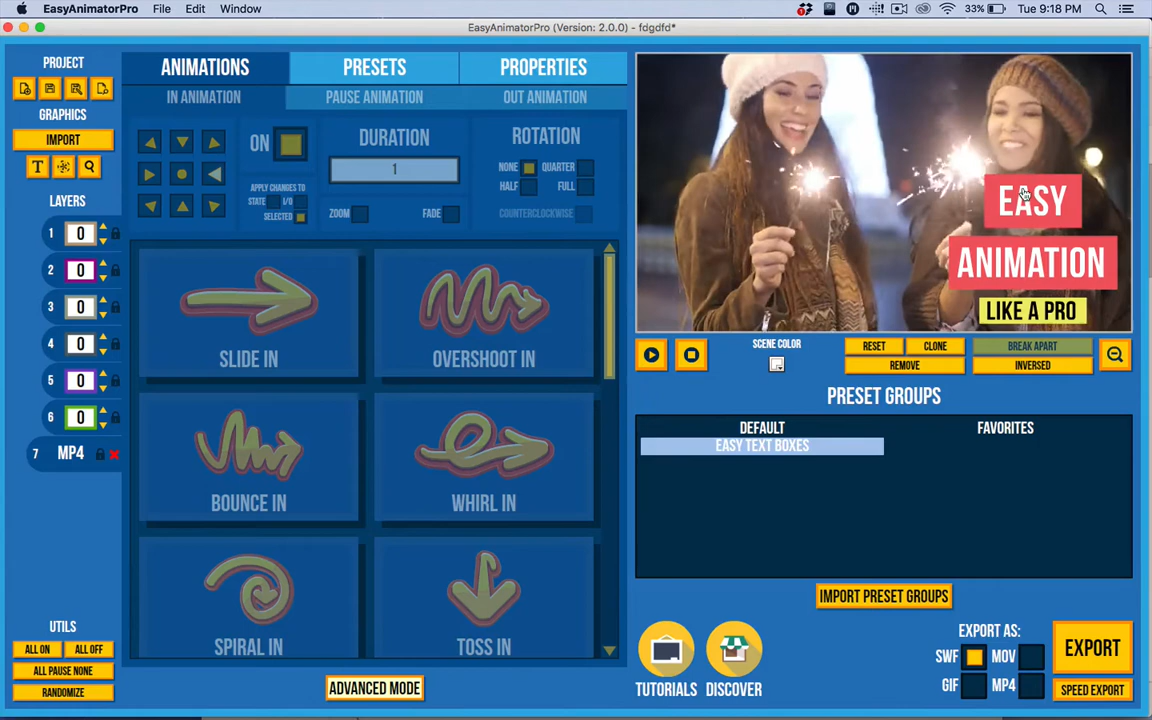 EasyAnimatorPro File Edit Window 33% Tue 9:18 PM
EasyAnimatorPro (Version: 2.0.0) - fdgdfd*
PROJECT
GRAPHICS
IMPORT
T
LAYERS
1 0
2 0
3 0
4 0
5 0
6 0
7 MP4
UTILS
ALL ON ALL OFF
ALL PAUSE NONE
RANDOMIZE
ANIMATIONS PRESETS PROPERTIES
IN ANIMATION PAUSE ANIMATION OUT ANIMATION
ON
APPLY CHANGES TO
STATE I/O
SELECTED
DURATION
1
ZOOM FADE
ROTATION
NONE QUARTER
HALF FULL
COUNTERCLOCKWISE
SLIDE IN OVERSHOOT IN
BOUNCE IN WHIRL IN
SPIRAL IN TOSS IN
ADVANCED MODE
EASY
ANIMATION
LIKE A PRO
SCENE COLOR
RESET CLONE BREAK APART
REMOVE INVERSED
PRESET GROUPS
DEFAULT FAVORITES
EASY TEXT BOXES
IMPORT PRESET GROUPS
TUTORIALS DISCOVER
EXPORT AS:
SWF MOV
GIF MP4
EXPORT
SPEED EXPORT